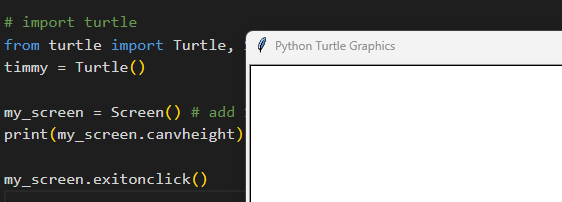 # import turtle
from turtle import Turtle,
Python Turtle Graphics
timmy = Turtle()
my_screen = Screen() # add
print(my_screen.canvheight)
my_screen.exitonclick()